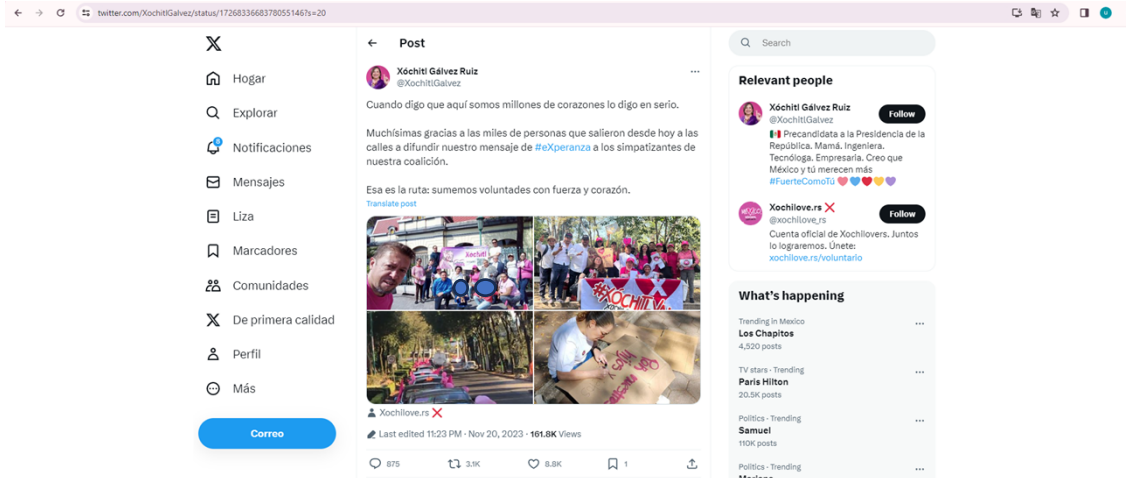 twitter.com/XochitlGalvez/status/1726833668378055146?s=20
Hogar
Explorar
Notificaciones
Mensajes
Liza
Marcadores
Comunidades
De primera calidad
Perfil
Más
Correo
Post
Xóchitl Gálvez Ruiz
@XochitlGalvez
Cuando digo que aquí somos millones de corazones lo digo en serio.
Muchísimas gracias a las miles de personas que salieron desde hoy a las
calles a difundir nuestro mensaje de #eXperanza a los simpatizantes de
nuestra coalición.
Esa es la ruta: sumemos voluntades con fuerza y corazón.
Translate post
Xochitl
#XÓCHITLVA
Xochilove.rs ❌
Last edited 11:23 PM · Nov 20, 2023 · 161.8K Views
875 3.1K 8.8K 1
Search
Relevant people
Xóchitl Gálvez Ruiz
@XochitlGalvez
Follow
Precandidata a la Presidencia de la
República. Mamá. Ingeniera.
Tecnóloga. Empresaria. Creo que
México y tú merecen más
#FuerteComoTú
Xochilove.rs ❌
@xochilove_rs
Follow
Cuenta oficial de Xochilovers. Juntos
lo lograremos. Únete:
xochilove.rs/voluntario
What's happening
Trending in Mexico
Los Chapitos
4,520 posts
TV stars · Trending
Paris Hilton
20.5K posts
Politics · Trending
Samuel
110K posts
Politics · Trending